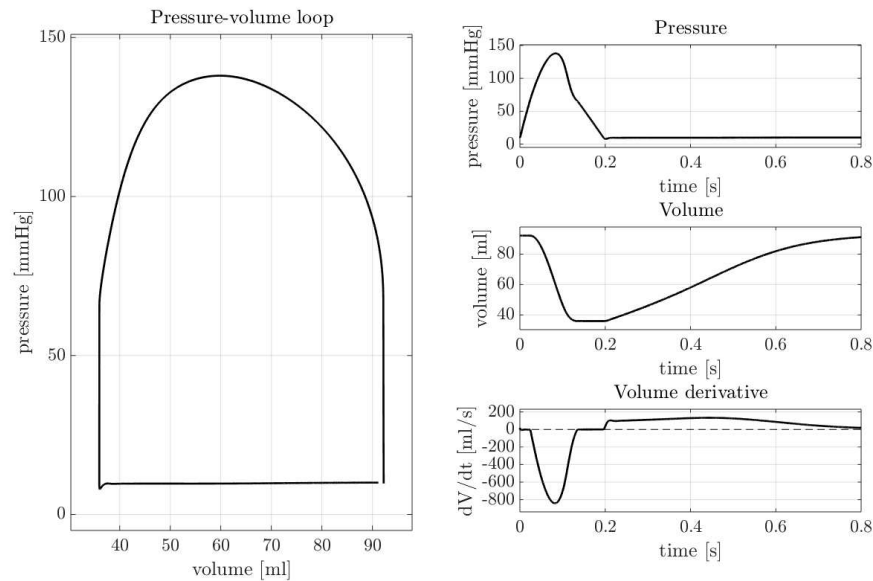 Pressure-volume loop
150
100
50
0
pressure [mmHg]
40 50 60 70 80 90
volume [ml]
Pressure
150
100
50
0
pressure [mmHg]
0 0.2 0.4 0.6 0.8
time [s]
Volume
80
60
40
volume [ml]
0 0.2 0.4 0.6 0.8
time [s]
Volume derivative
200
0
-200
-400
-600
-800
dV/dt [ml/s]
0 0.2 0.4 0.6 0.8
time [s]